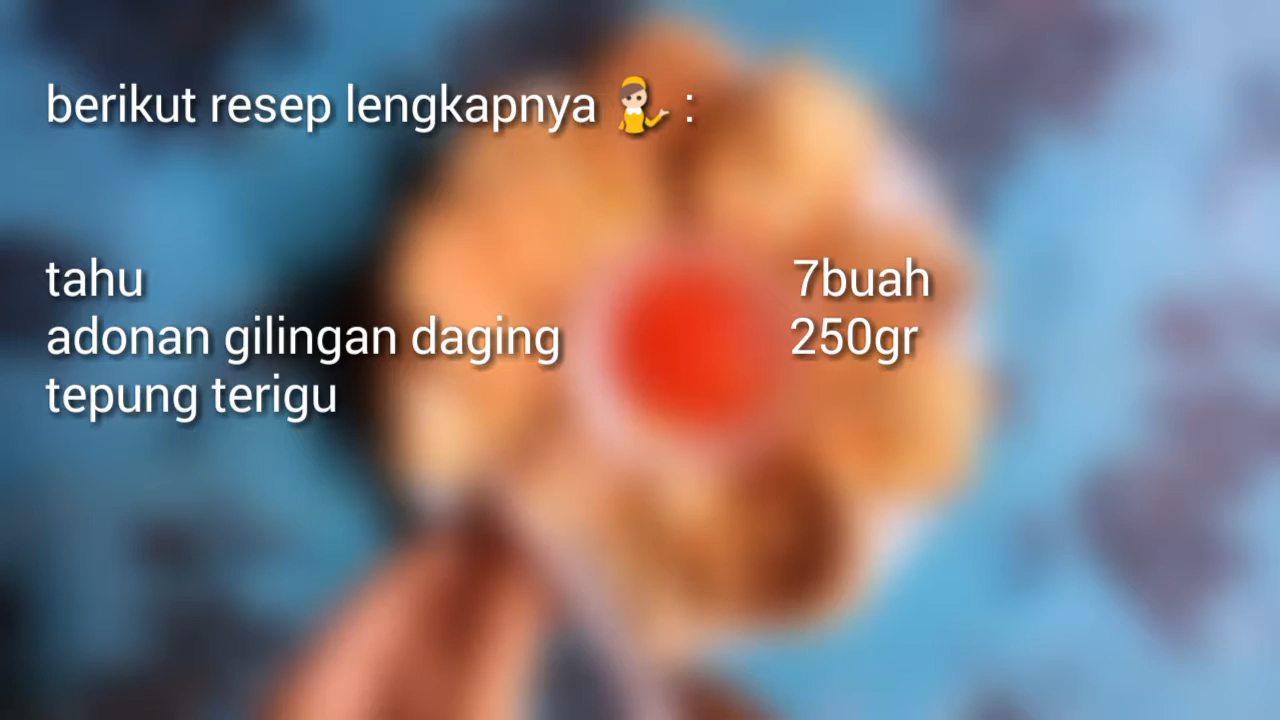 berikut resep lengkapnya 💁 :
tahu 7buah
adonan gilingan daging 250gr
tepung terigu